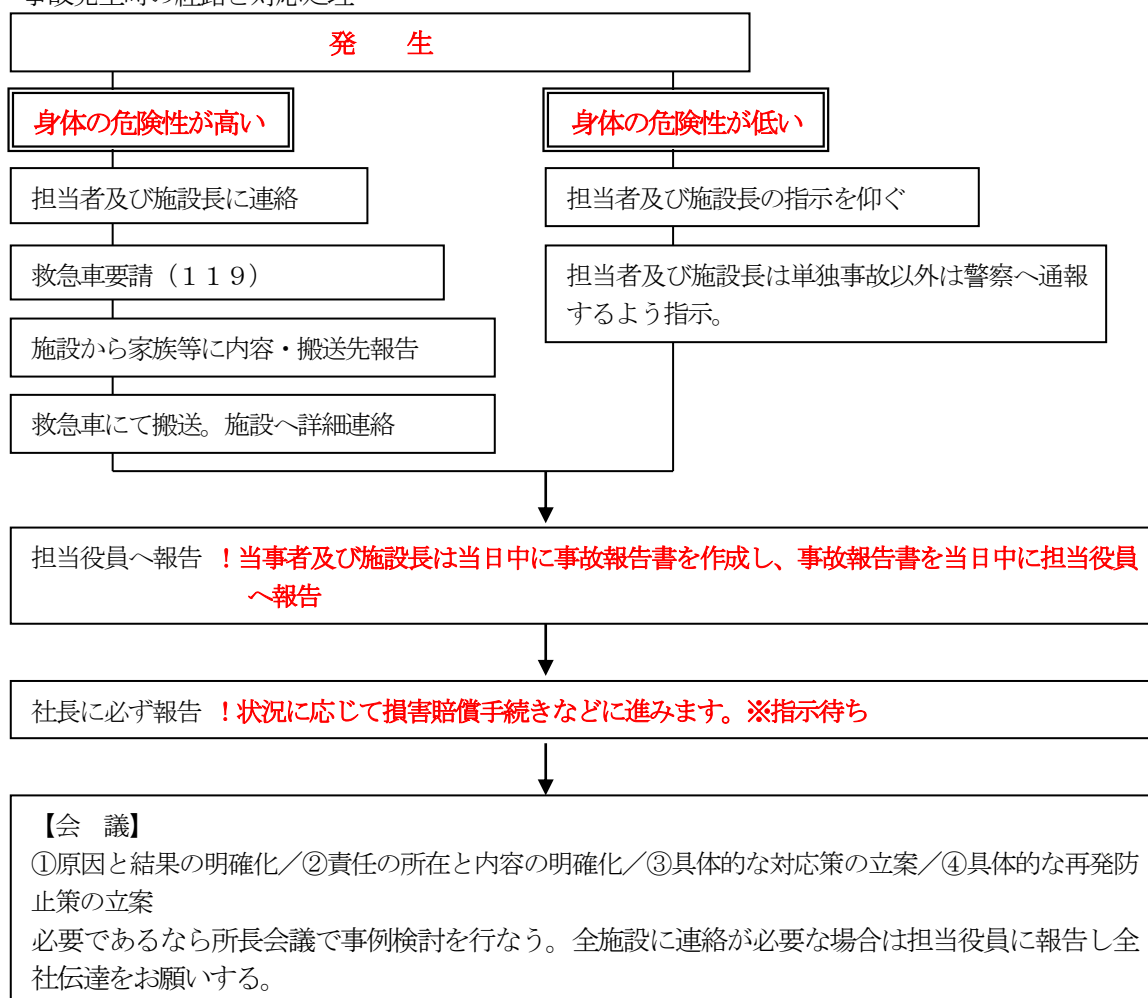 事故発生時の経路と対応処理
発　生
身体の危険性が高い
身体の危険性が低い
担当者及び施設長に連絡
担当者及び施設長の指示を仰ぐ
救急車要請（１１９）
担当者及び施設長は単独事故以外は警察へ通報
するよう指示。
施設から家族等に内容・搬送先報告
救急車にて搬送。施設へ詳細連絡
担当役員へ報告 ！当事者及び施設長は当日中に事故報告書を作成し、事故報告書を当日中に担当役員
へ報告
社長に必ず報告 ！状況に応じて損害賠償手続きなどに進みます。※指示待ち
【会　議】
①原因と結果の明確化／②責任の所在と内容の明確化／③具体的な対応策の立案／④具体的な再発防
止策の立案
必要であるなら所長会議で事例検討を行なう。全施設に連絡が必要な場合は担当役員に報告し全
社伝達をお願いする。